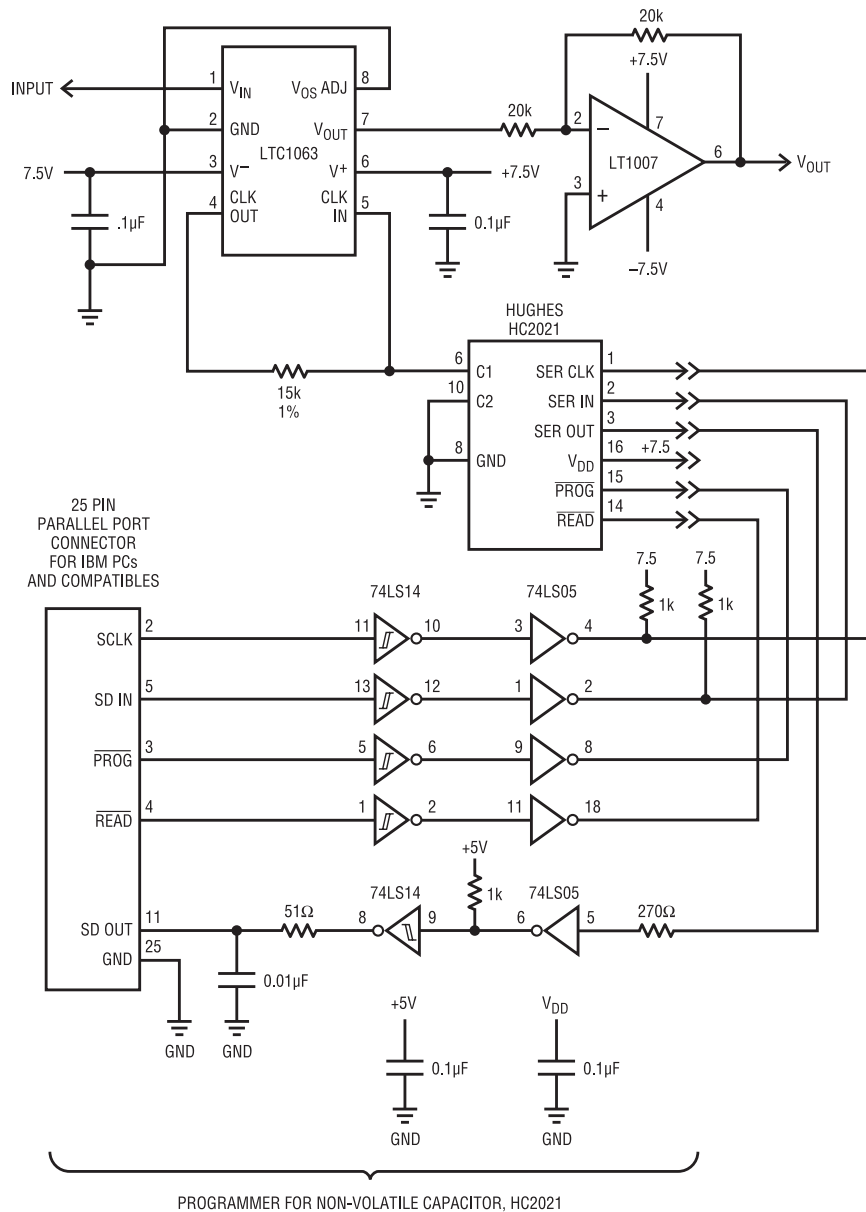 20k
+7.5V
INPUT
1
VIN
VOS ADJ
8
2
GND
VOUT
7
20k
2
–
7
LTC1063
LT1007
6
VOUT
7.5V
3
V–
V+
6
+7.5V
3
+
4
4
CLK
OUT
CLK
IN
5
.1µF
0.1µF
–7.5V
HUGHES
HC2021
15k
1%
6
C1
SER CLK
1
10
C2
SER IN
2
SER OUT
3
8
GND
VDD
16
+7.5
PROG
15
READ
14
25 PIN
PARALLEL PORT
CONNECTOR
FOR IBM PCs
AND COMPATIBLES
74LS14
74LS05
7.5
7.5
1k
1k
SCLK
2
11
10
3
4
SD IN
5
13
12
1
2
PROG
3
5
6
9
8
READ
4
1
2
11
18
+5V
1k
74LS14
74LS05
SD OUT
11
51Ω
8
9
6
5
270Ω
GND
25
0.01µF
GND
GND
+5V
VDD
0.1µF
0.1µF
GND
GND
PROGRAMMER FOR NON-VOLATILE CAPACITOR, HC2021